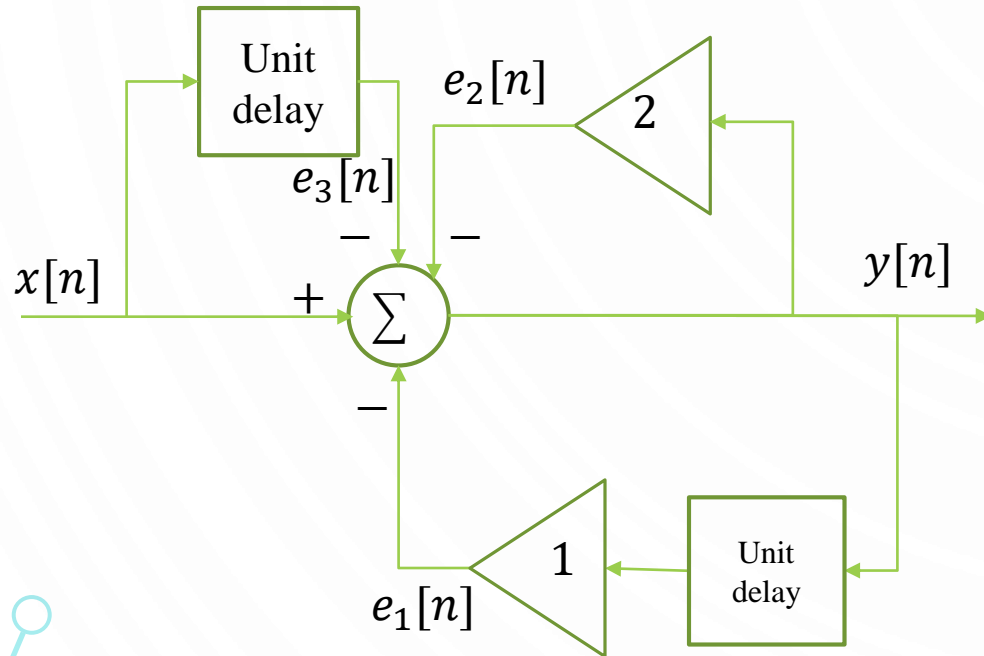 Unit
delay
e₂[n]
2
e₃[n]
−
−
x[n]
+
∑
y[n]
−
1
Unit
delay
e₁[n]